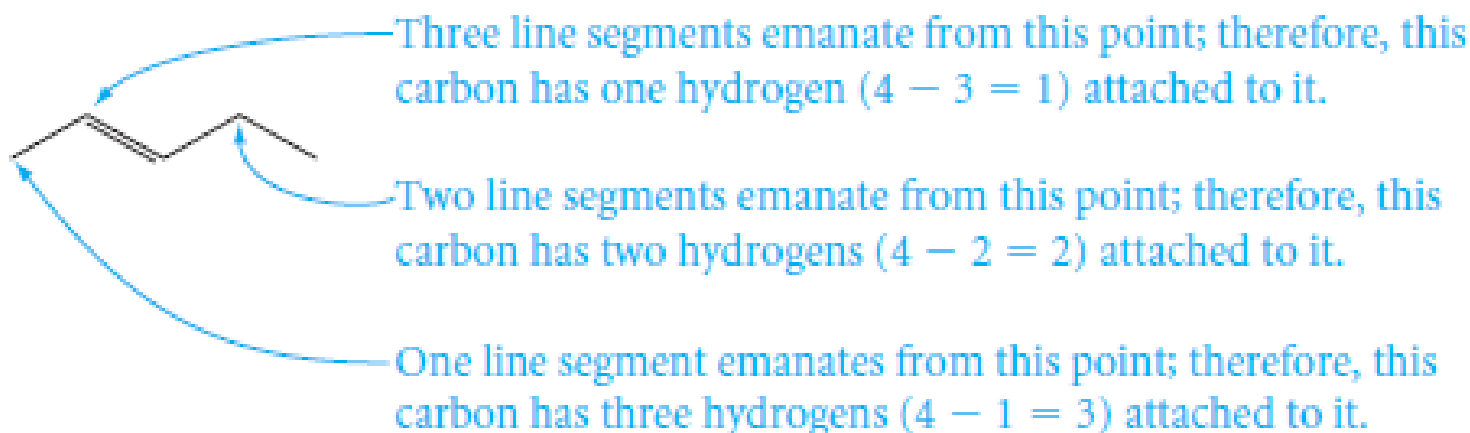 Three line segments emanate from this point; therefore, this
carbon has one hydrogen (4 − 3 = 1) attached to it.
Two line segments emanate from this point; therefore, this
carbon has two hydrogens (4 − 2 = 2) attached to it.
One line segment emanates from this point; therefore, this
carbon has three hydrogens (4 − 1 = 3) attached to it.